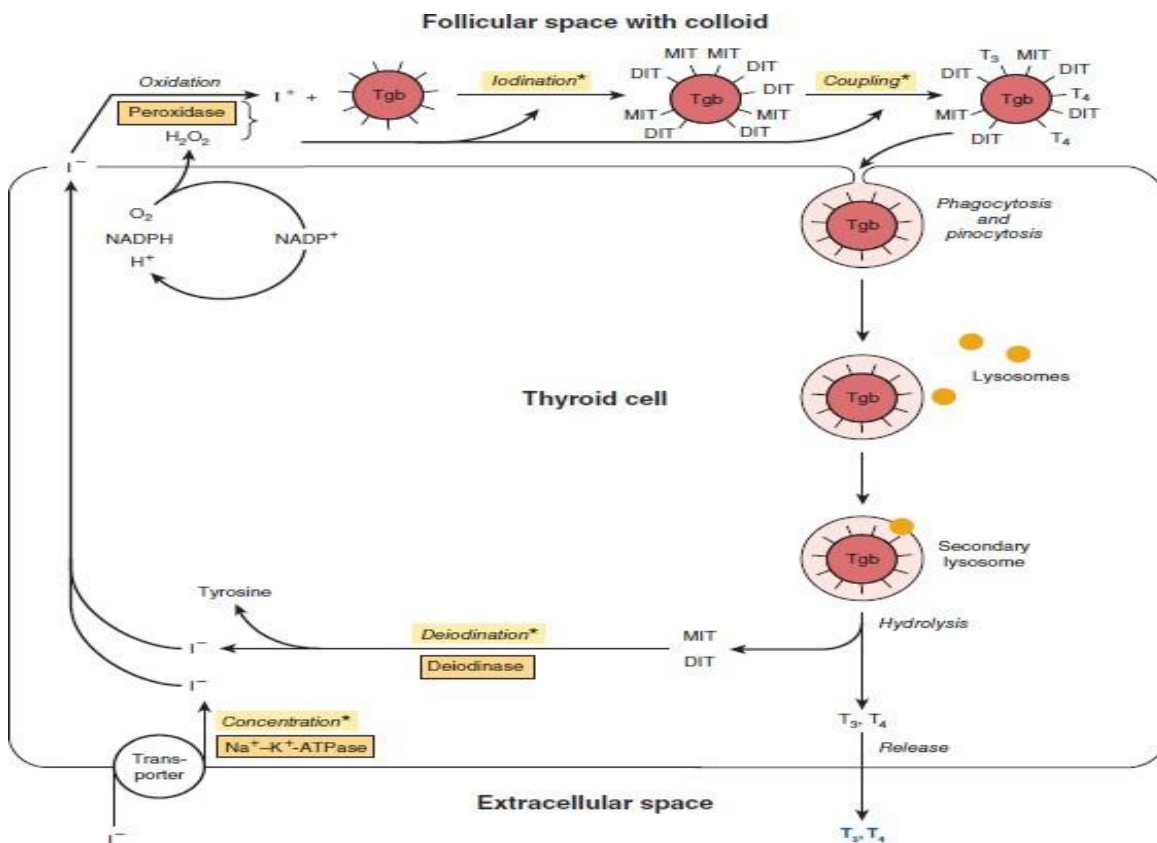 Follicular space with colloid
Oxidation
Peroxidase
H₂O₂
I⁺ +
Tgb
Iodination*
MIT MIT
DIT DIT
Tgb
DIT
MIT MIT
DIT DIT
Coupling*
T₃ MIT
DIT DIT
Tgb
T₄
MIT DIT
DIT T₄
I⁻
O₂
NADPH
H⁺
NADP⁺
Tgb
Phagocytosis
and
pinocytosis
Thyroid cell
Tgb
Lysosomes
Tgb
Secondary
lysosome
Hydrolysis
Tyrosine
Deiodination*
Deiodinase
MIT
DIT
I⁻
I⁻
Concentration*
Na⁺–K⁺-ATPase
Trans-
porter
T₃, T₄
Release
Extracellular space
I⁻
T₃, T₄